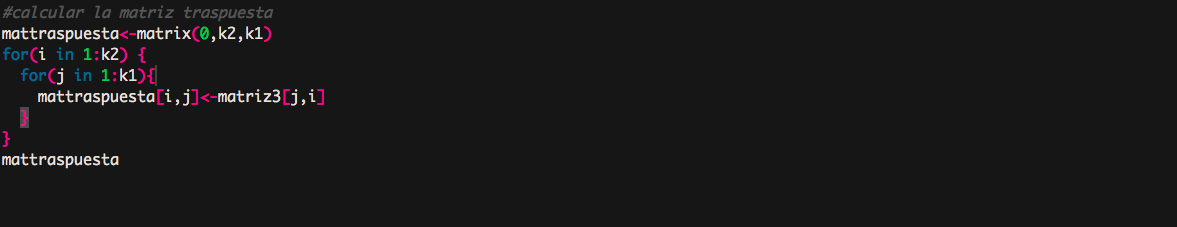 #calcular la matriz traspuesta
mattraspuesta<-matrix(0,k2,k1)
for(i in 1:k2) {
  for(j in 1:k1){
    mattraspuesta[i,j]<-matriz3[j,i]
  }
}
mattraspuesta